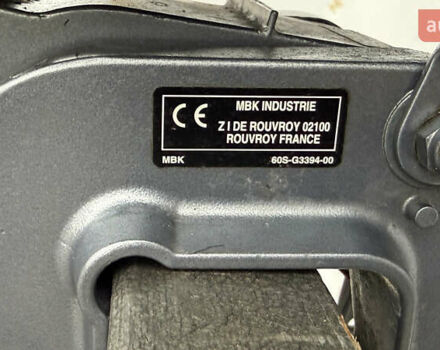 CE
MBK INDUSTRIE
Z I DE ROUVROY 02100
ROUVROY FRANCE
MBK 60S-G3394-00